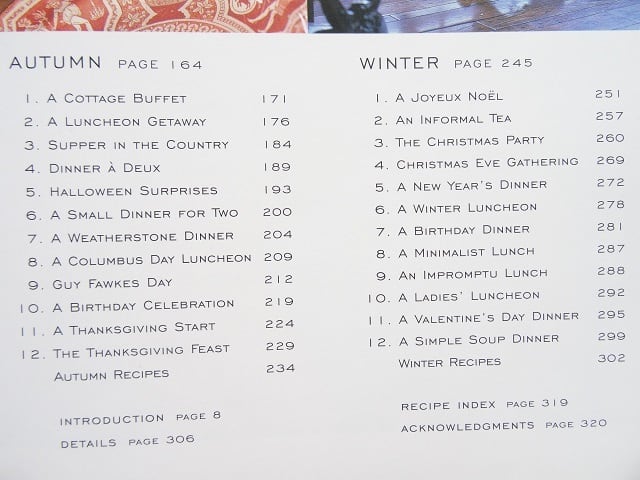 AUTUMN PAGE 164
1. A COTTAGE BUFFET 171
2. A LUNCHEON GETAWAY 176
3. SUPPER IN THE COUNTRY 184
4. DINNER À DEUX 189
5. HALLOWEEN SURPRISES 193
6. A SMALL DINNER FOR TWO 200
7. A WEATHERSTONE DINNER 204
8. A COLUMBUS DAY LUNCHEON 209
9. GUY FAWKES DAY 212
10. A BIRTHDAY CELEBRATION 219
11. A THANKSGIVING START 224
12. THE THANKSGIVING FEAST 229
AUTUMN RECIPES 234
INTRODUCTION PAGE 8
DETAILS PAGE 306
WINTER PAGE 245
1. A JOYEUX NOËL 251
2. AN INFORMAL TEA 257
3. THE CHRISTMAS PARTY 260
4. CHRISTMAS EVE GATHERING 269
5. A NEW YEAR'S DINNER 272
6. A WINTER LUNCHEON 278
7. A BIRTHDAY DINNER 281
8. A MINIMALIST LUNCH 287
9. AN IMPROMPTU LUNCH 288
10. A LADIES' LUNCHEON 292
11. A VALENTINE'S DAY DINNER 295
12. A SIMPLE SOUP DINNER 299
WINTER RECIPES 302
RECIPE INDEX PAGE 319
ACKNOWLEDGMENTS PAGE 320